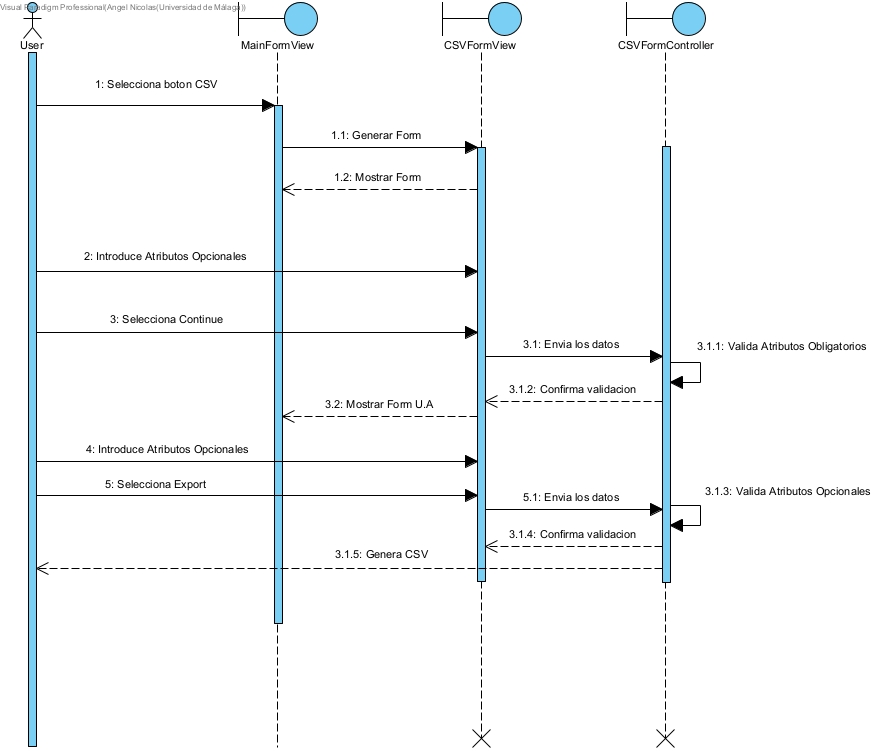 Visual Paradigm Professional(Angel Nicolas(Universidad de Málaga))
User
MainFormView
CSVFormView
CSVFormController
1: Selecciona boton CSV
1.1: Generar Form
1.2: Mostrar Form
2: Introduce Atributos Opcionales
3: Selecciona Continue
3.1: Envia los datos
3.1.1: Valida Atributos Obligatorios
3.1.2: Confirma validacion
3.2: Mostrar Form U.A
4: Introduce Atributos Opcionales
5: Selecciona Export
5.1: Envia los datos
3.1.3: Valida Atributos Opcionales
3.1.4: Confirma validacion
3.1.5: Genera CSV